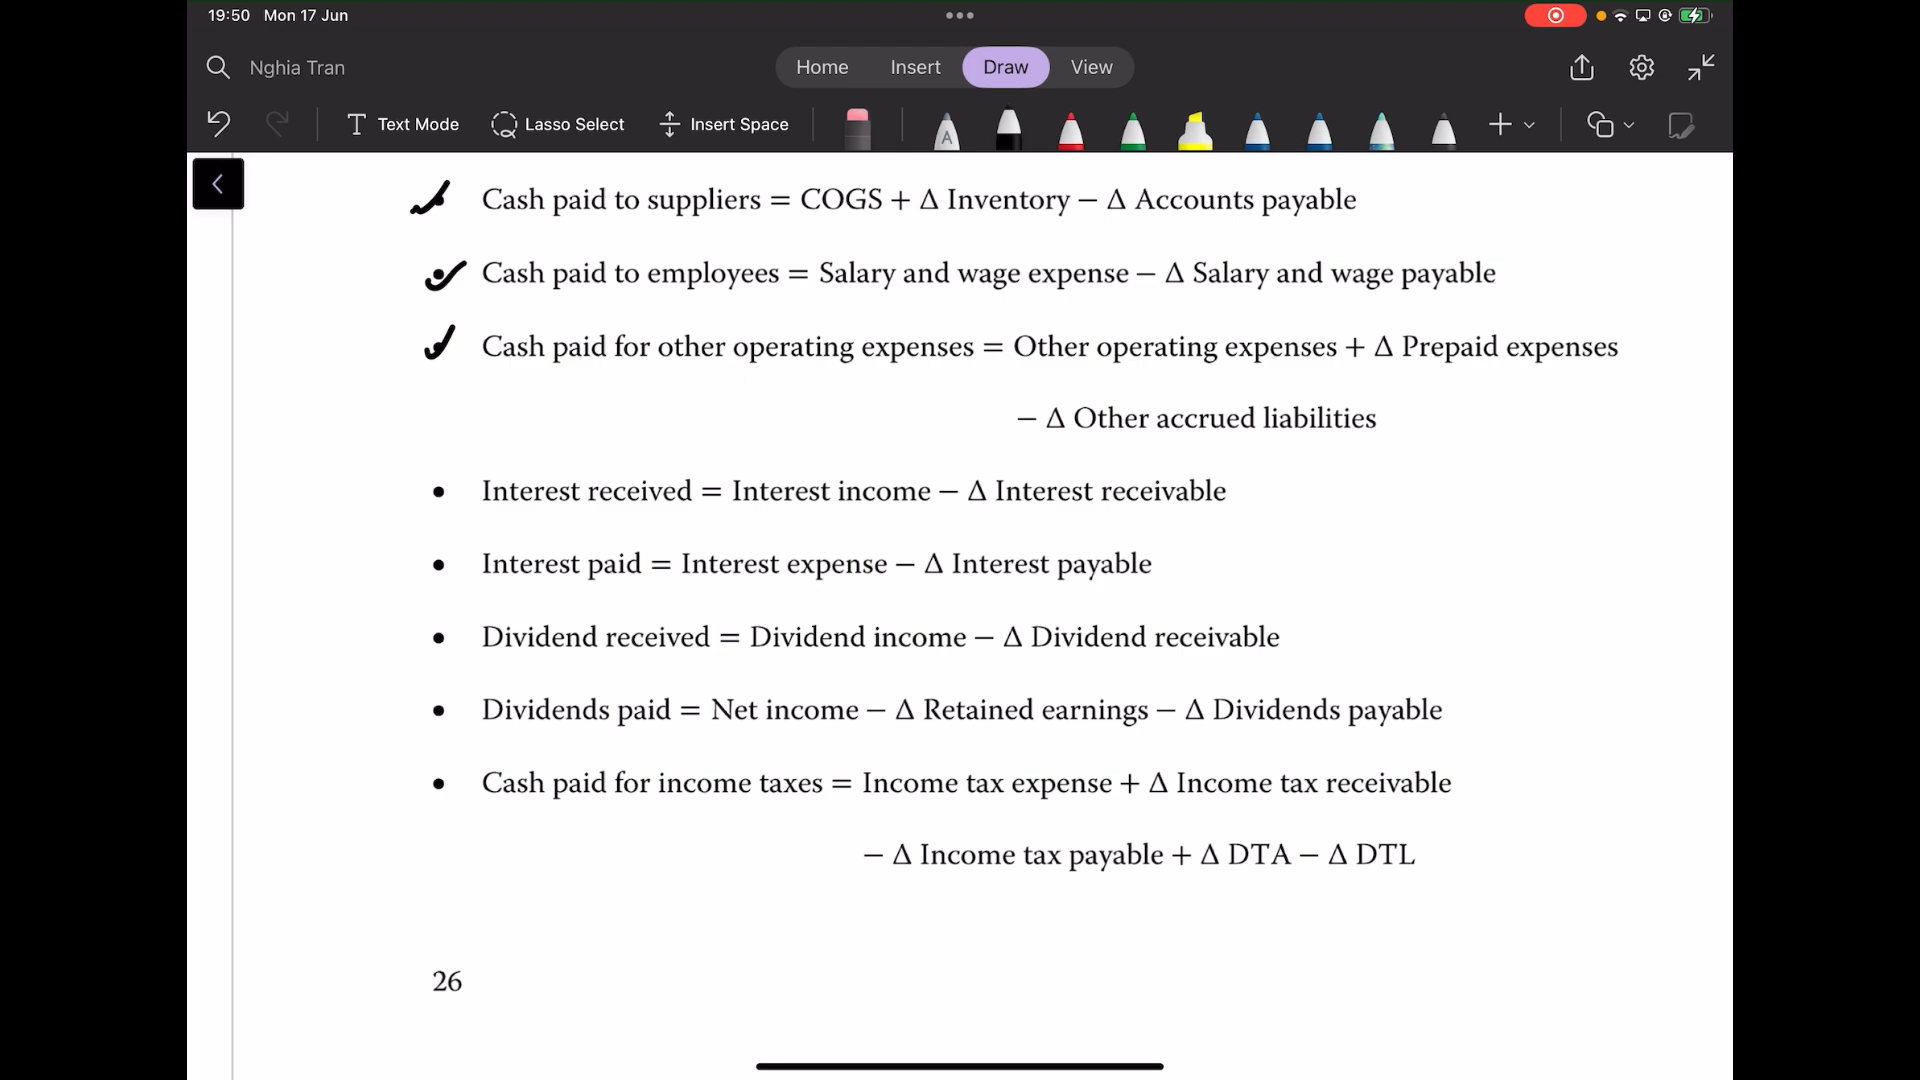 19:50 Mon 17 Jun
Nghia Tran
Home Insert Draw View
Text Mode Lasso Select Insert Space
A
Cash paid to suppliers = COGS + Δ Inventory – Δ Accounts payable
Cash paid to employees = Salary and wage expense – Δ Salary and wage payable
Cash paid for other operating expenses = Other operating expenses + Δ Prepaid expenses
– Δ Other accrued liabilities
• Interest received = Interest income – Δ Interest receivable
• Interest paid = Interest expense – Δ Interest payable
• Dividend received = Dividend income – Δ Dividend receivable
• Dividends paid = Net income – Δ Retained earnings – Δ Dividends payable
• Cash paid for income taxes = Income tax expense + Δ Income tax receivable
– Δ Income tax payable + Δ DTA – Δ DTL
26